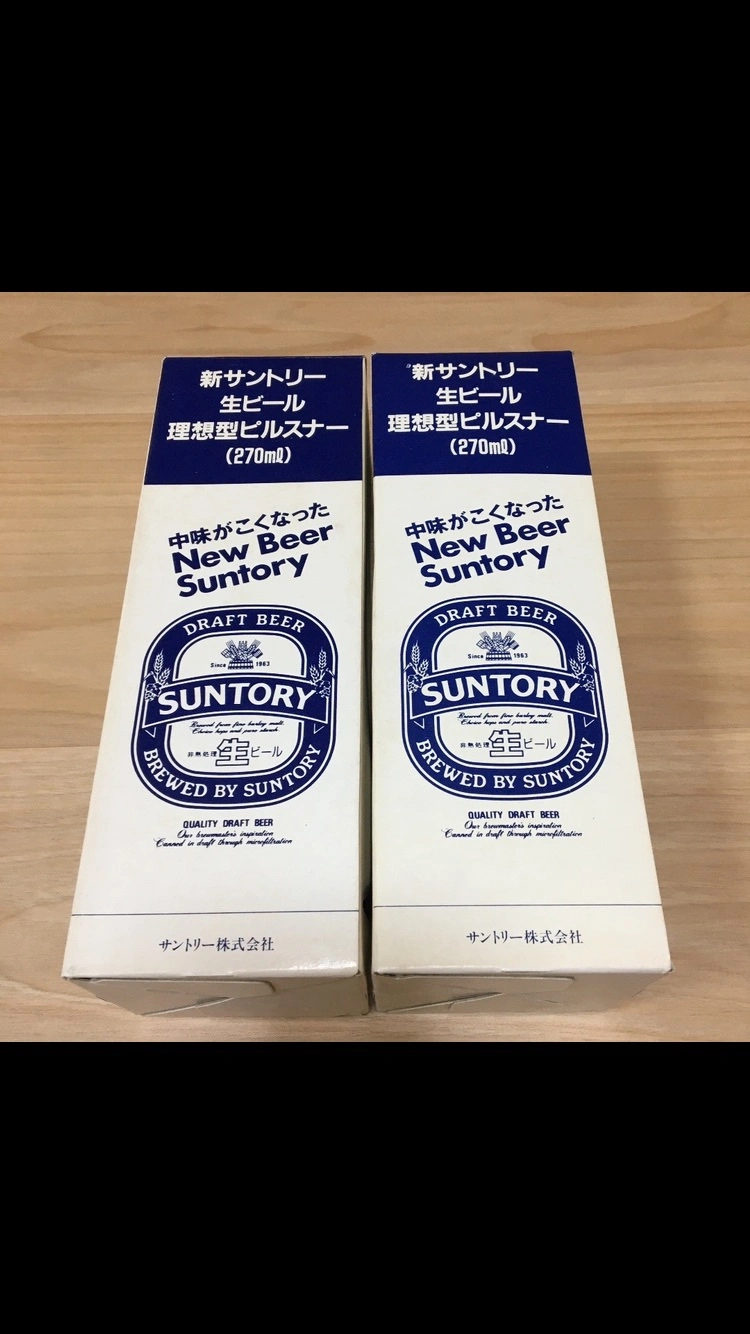 新サントリー
生ビール
理想型ピルスナー
(270mℓ)
中味がこくなった
New Beer
Suntory
DRAFT BEER
Since 1963
SUNTORY
Brewed from fine barley malt.
Choice hops and pure starch.
非熱処理 生 ビール
BREWED BY SUNTORY
QUALITY DRAFT BEER
Our brewmaster's inspiration
Canned in draft through microfiltration
サントリー株式会社
新サントリー
生ビール
理想型ピルスナー
(270mℓ)
中味がこくなった
New Beer
Suntory
DRAFT BEER
Since 1963
SUNTORY
Brewed from fine barley malt.
Choice hops and pure starch.
非熱処理 生 ビール
BREWED BY SUNTORY
QUALITY DRAFT BEER
Our brewmaster's inspiration
Canned in draft through microfiltration
サントリー株式会社